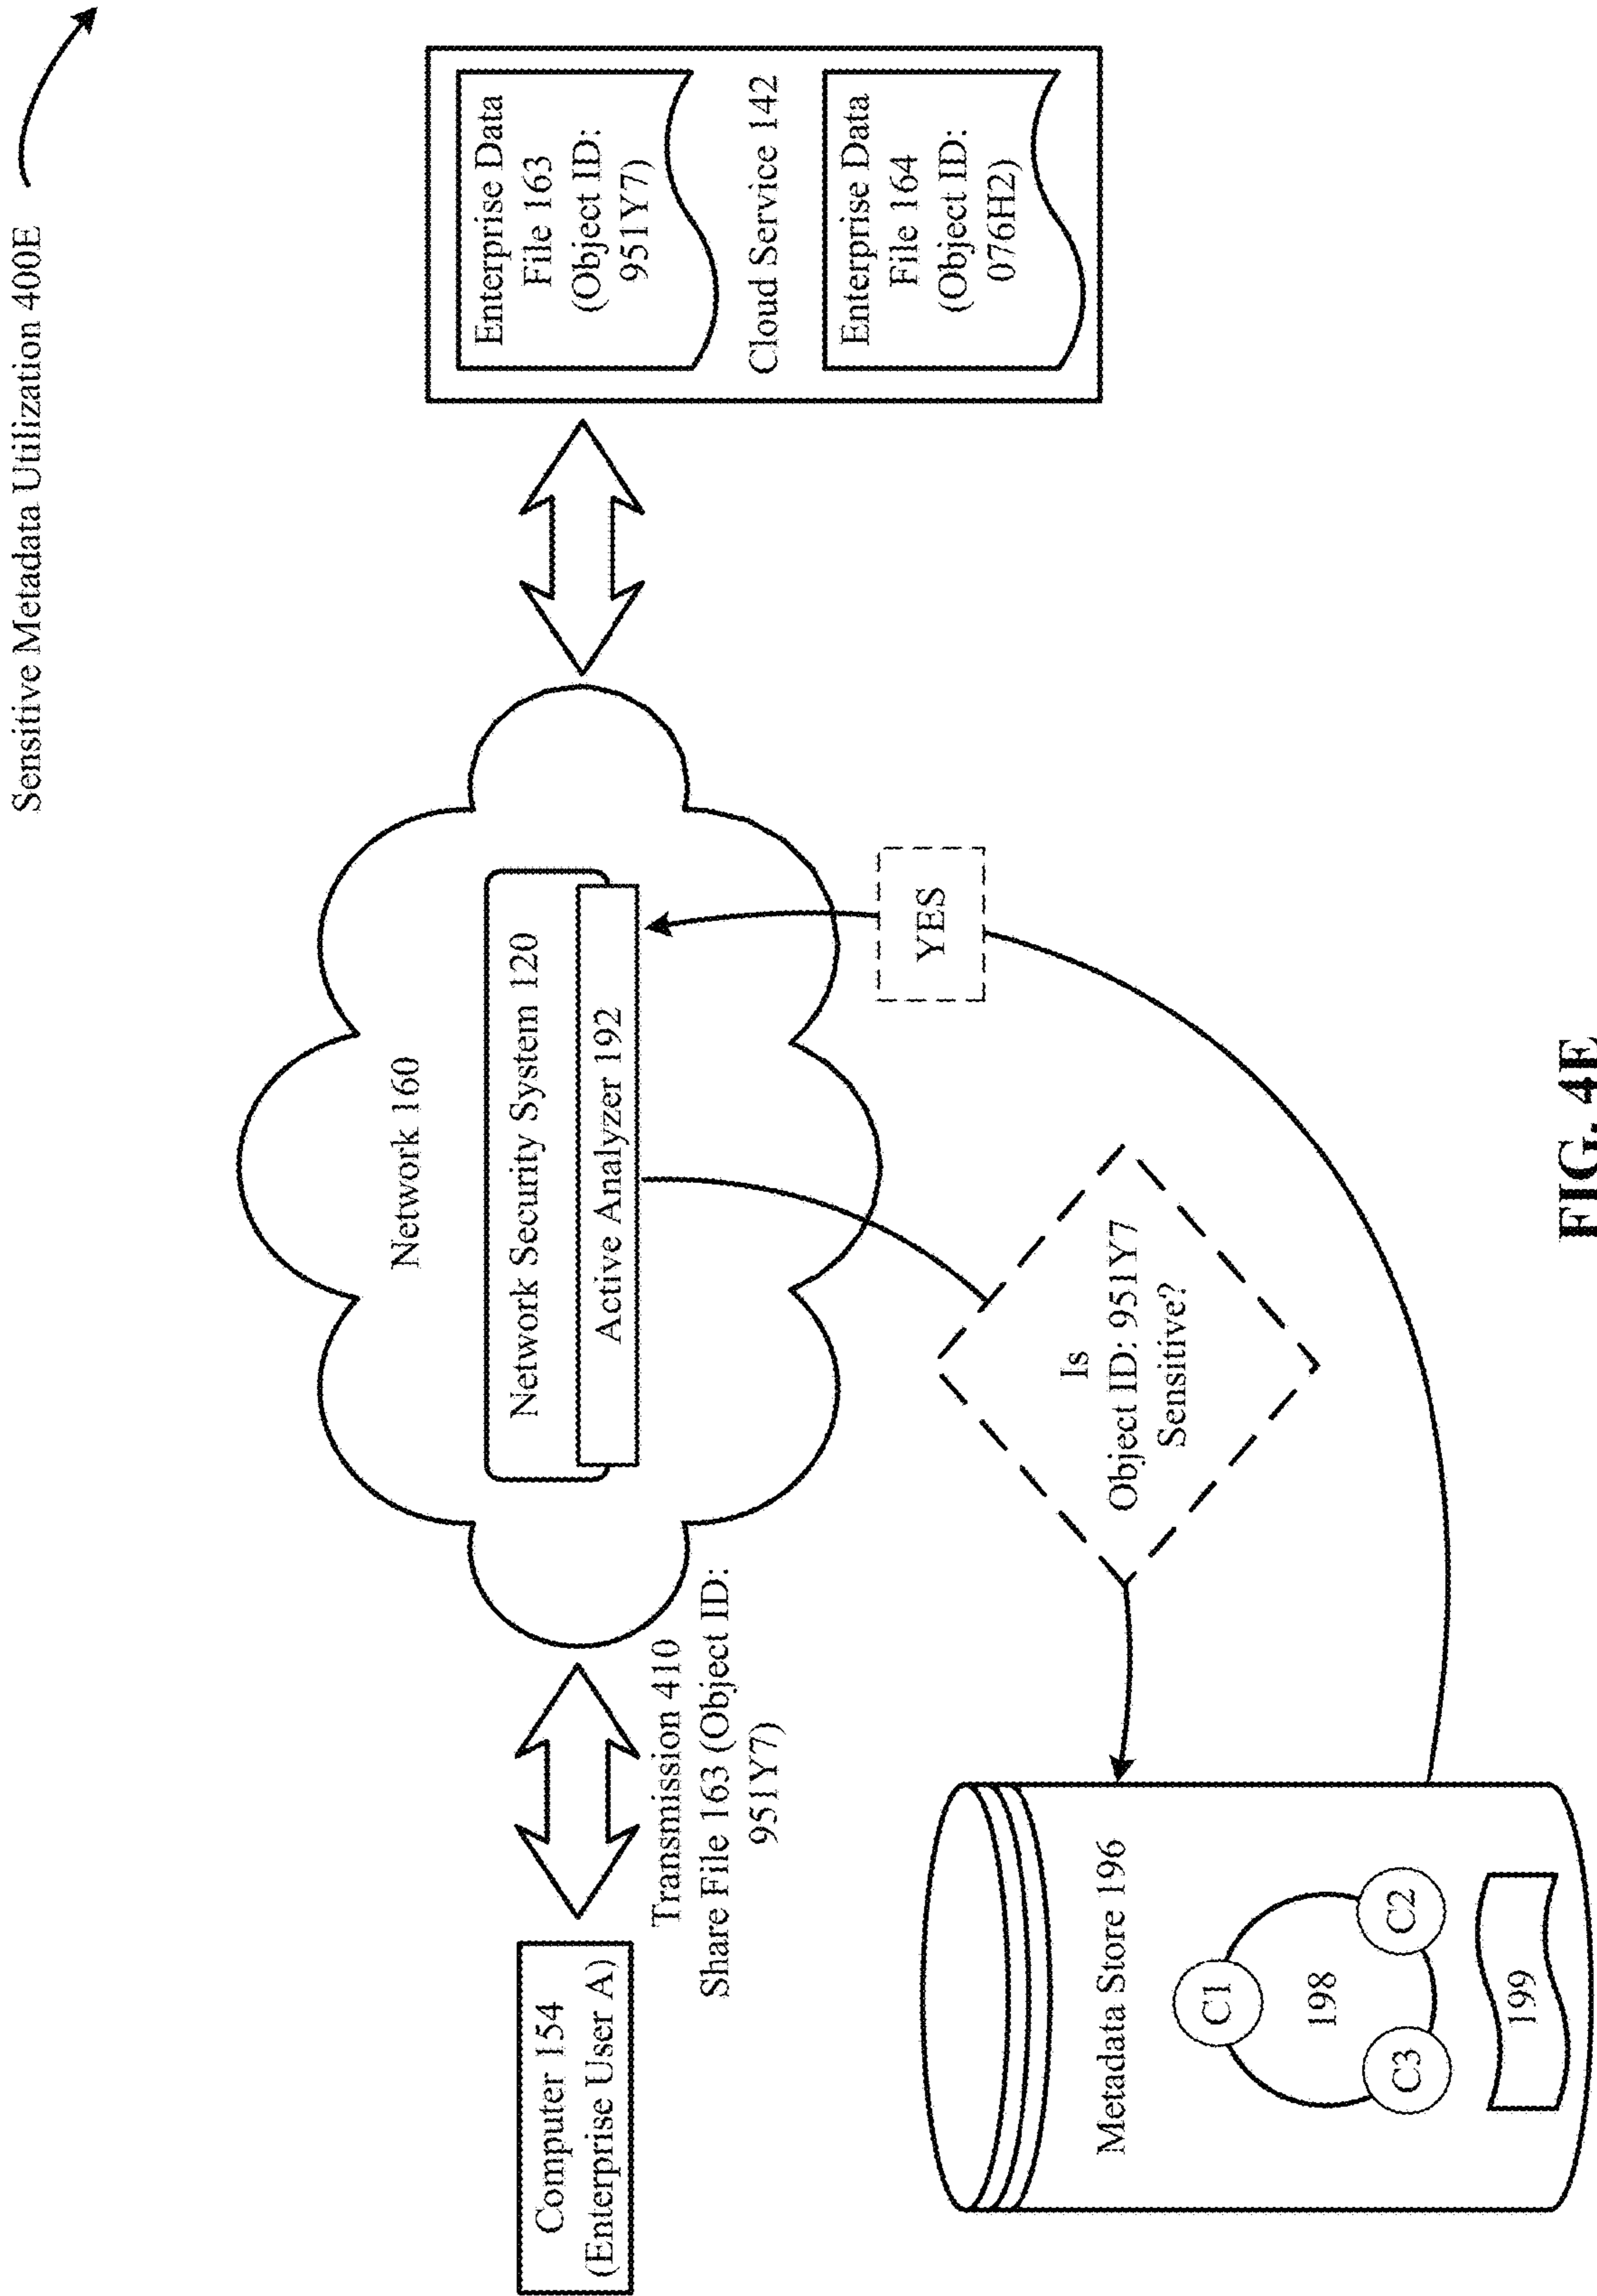 Sensitive Metadata Utilization 400E
Network 160
Network Security System 120
Active Analyzer 192
Computer 154
(Enterprise User A)
Transmission 410
Share File 163 (Object ID:
951Y7)
Enterprise Data
File 163
(Object ID:
951Y7)
Cloud Service 142
Enterprise Data
File 164
(Object ID:
076H2)
YES
Is
Object ID: 951Y7
Sensitive?
Metadata Store 196
C1
198
C3
C2
199
FIG. 4E